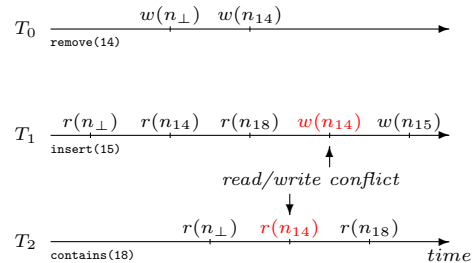 w(n⊥) w(n14)
T0
remove(14)
r(n⊥) r(n14) r(n18) w(n14) w(n15)
T1
insert(15)
read/write conflict
r(n⊥) r(n14) r(n18)
T2
contains(18) time